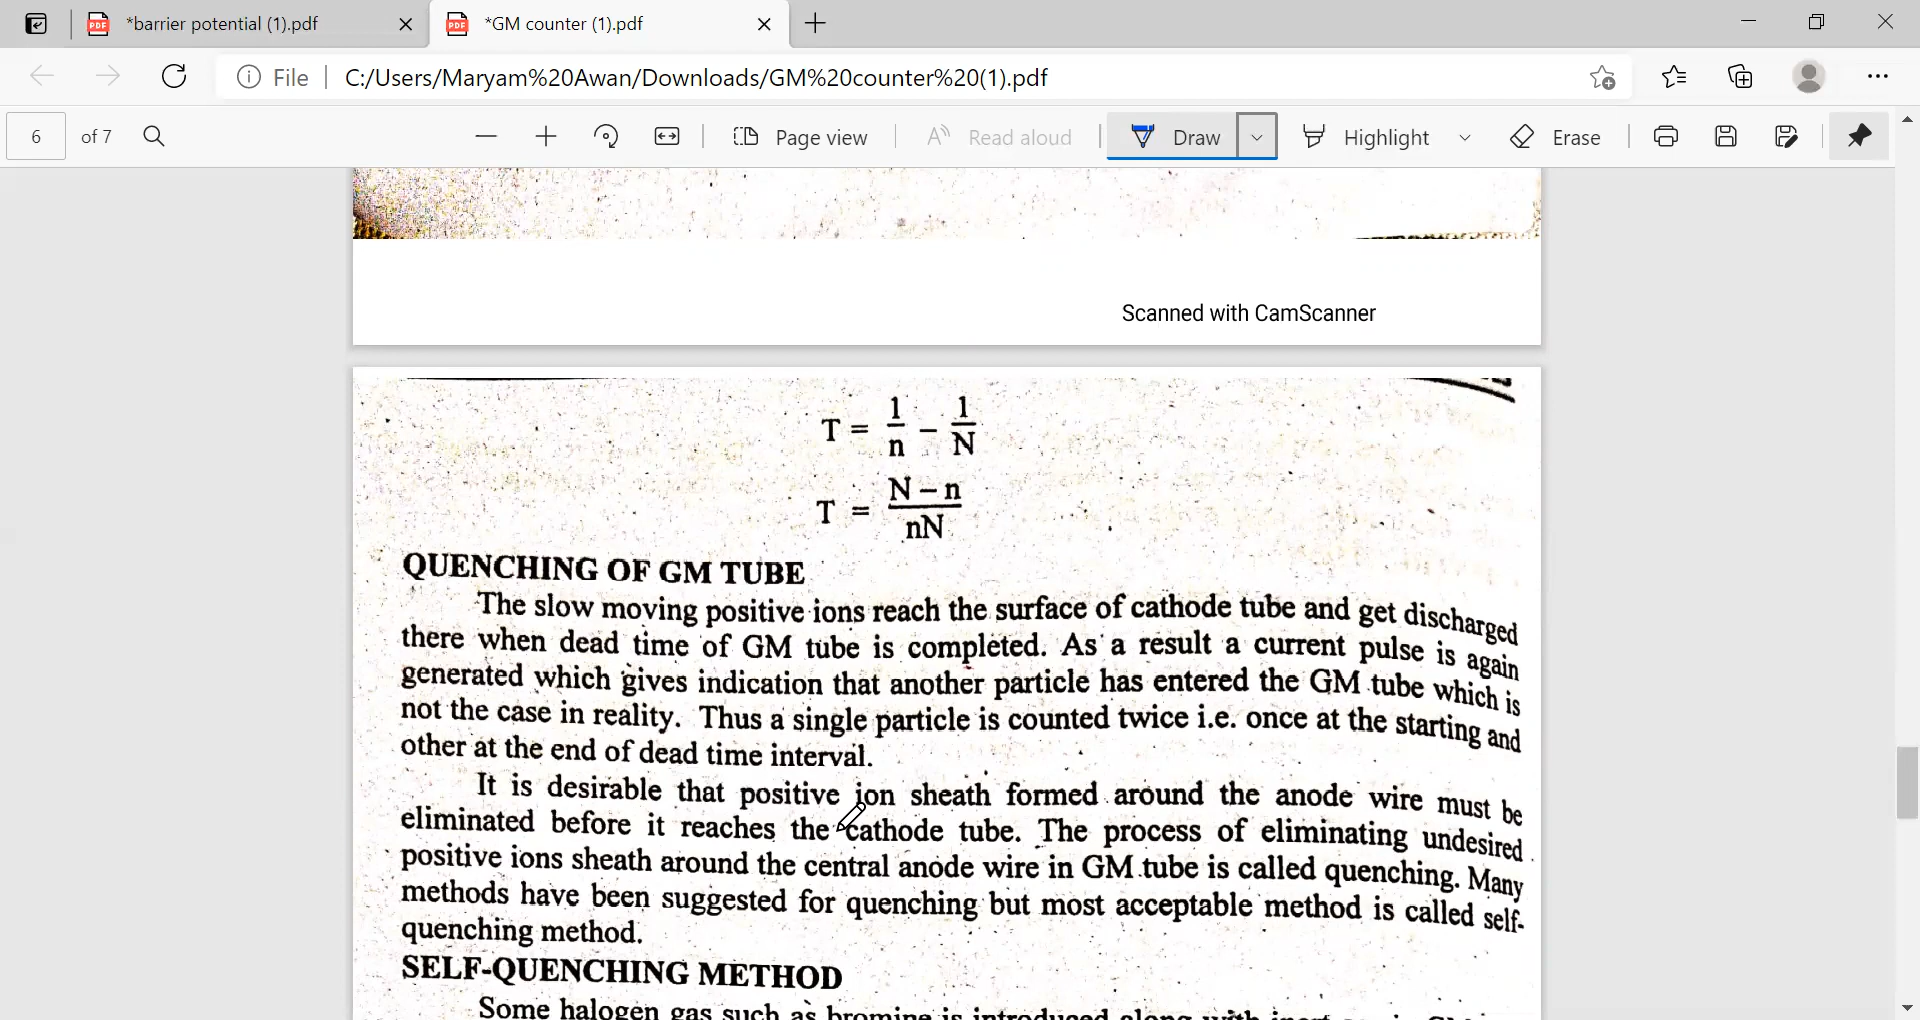 *barrier potential (1).pdf
*GM counter (1).pdf
File
C:/Users/Maryam%20Awan/Downloads/GM%20counter%20(1).pdf
6 of 7
Page view
Read aloud
Draw
Highlight
Erase
Scanned with CamScanner
T = 1/n - 1/N
T = N - n / nN
QUENCHING OF GM TUBE
The slow moving positive ions reach the surface of cathode tube and get discharged
there when dead time of GM tube is completed. As a result a current pulse is again
generated which gives indication that another particle has entered the GM tube which is
not the case in reality. Thus a single particle is counted twice i.e. once at the starting and
other at the end of dead time interval.
It is desirable that positive ion sheath formed around the anode wire must be
eliminated before it reaches the cathode tube. The process of eliminating undesired
positive ions sheath around the central anode wire in GM tube is called quenching. Many
methods have been suggested for quenching but most acceptable method is called self-
quenching method.
SELF-QUENCHING METHOD
Some halogen gas such as bromine is introduced along with